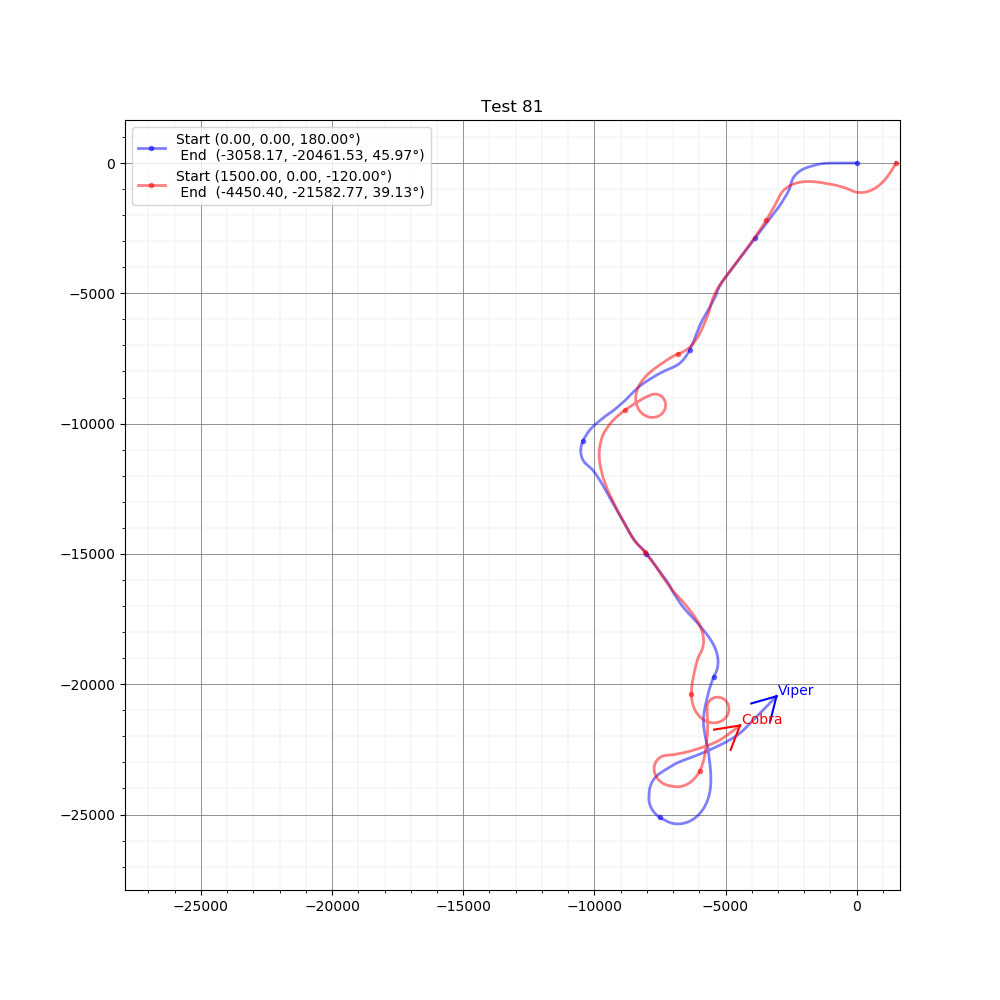 Test 81
Start (0.00, 0.00, 180.00°)
End  (-3058.17, -20461.53, 45.97°)
Start (1500.00, 0.00, -120.00°)
End  (-4450.40, -21582.77, 39.13°)
0
−5000
−10000
−15000
−20000
−25000
Viper
Cobra
−25000 −20000 −15000 −10000 −5000 0